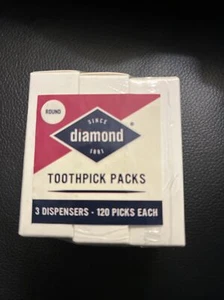 ROUND
SINCE
diamond®
1881
TOOTHPICK PACKS
3 DISPENSERS - 120 PICKS EACH